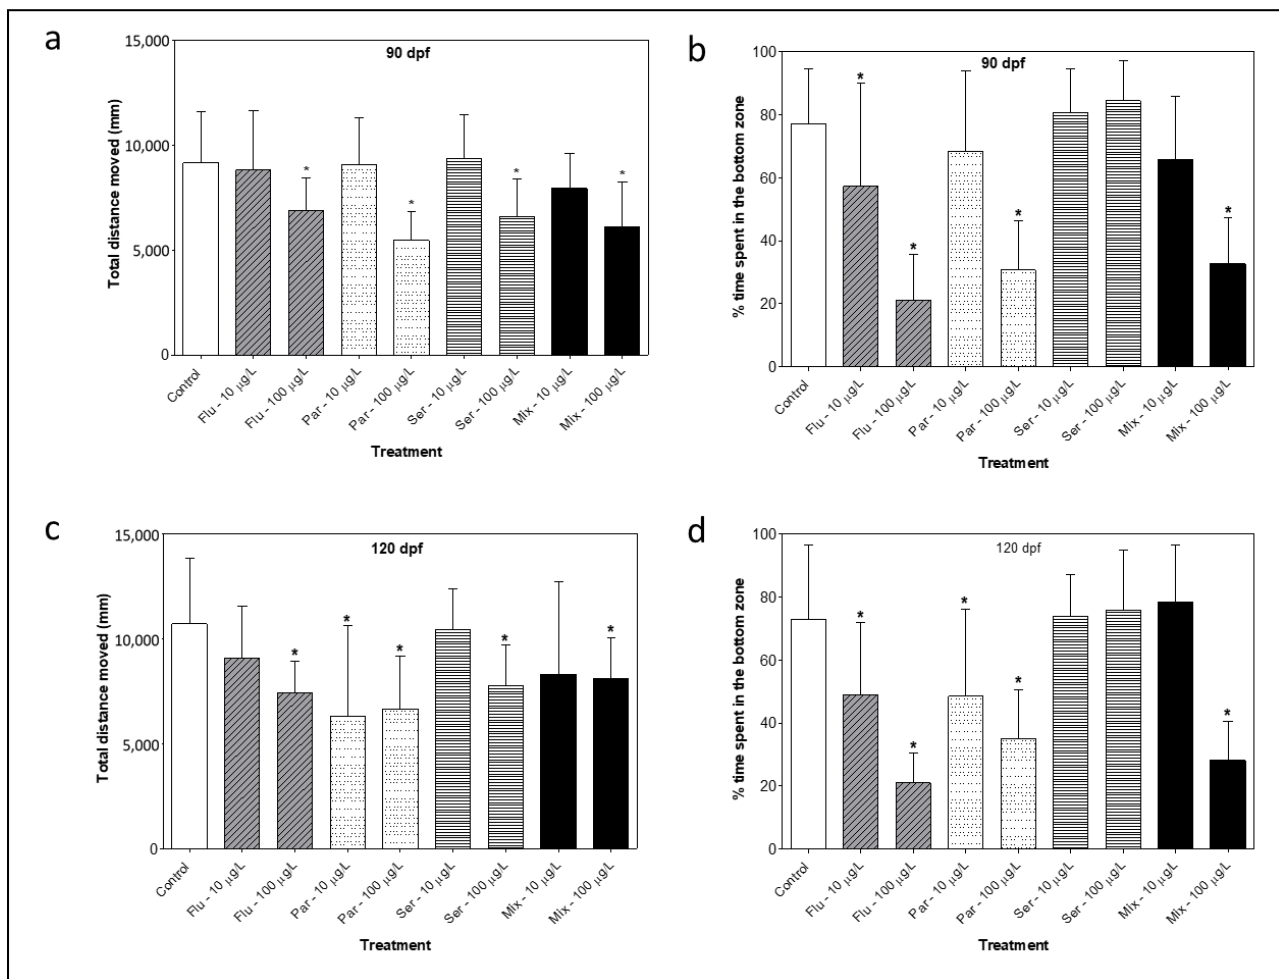 a
90 dpf
Total distance moved (mm)
15,000
10,000
5,000
0
*
*
*
*
Control
Flu - 10 µg/L
Flu - 100 µg/L
Par - 10 µg/L
Par - 100 µg/L
Ser - 10 µg/L
Ser - 100 µg/L
Mix - 10 µg/L
Mix - 100 µg/L
Treatment
b
90 dpf
% time spent in the bottom zone
100
80
60
40
20
0
*
*
*
*
Control
Flu - 10 µg/L
Flu - 100 µg/L
Par - 10 µg/L
Par - 100 µg/L
Ser - 10 µg/L
Ser - 100 µg/L
Mix - 10 µg/L
Mix - 100 µg/L
Treatment
c
120 dpf
Total distance moved (mm)
15,000
10,000
5,000
0
*
*
*
*
*
Control
Flu - 10 µg/L
Flu - 100 µg/L
Par - 10 µg/L
Par - 100 µg/L
Ser - 10 µg/L
Ser - 100 µg/L
Mix - 10 µg/L
Mix - 100 µg/L
Treatment
d
120 dpf
% time spent in the bottom zone
100
80
60
40
20
0
*
*
*
*
*
Control
Flu - 10 µg/L
Flu - 100 µg/L
Par - 10 µg/L
Par - 100 µg/L
Ser - 10 µg/L
Ser - 100 µg/L
Mix - 10 µg/L
Mix - 100 µg/L
Treatment